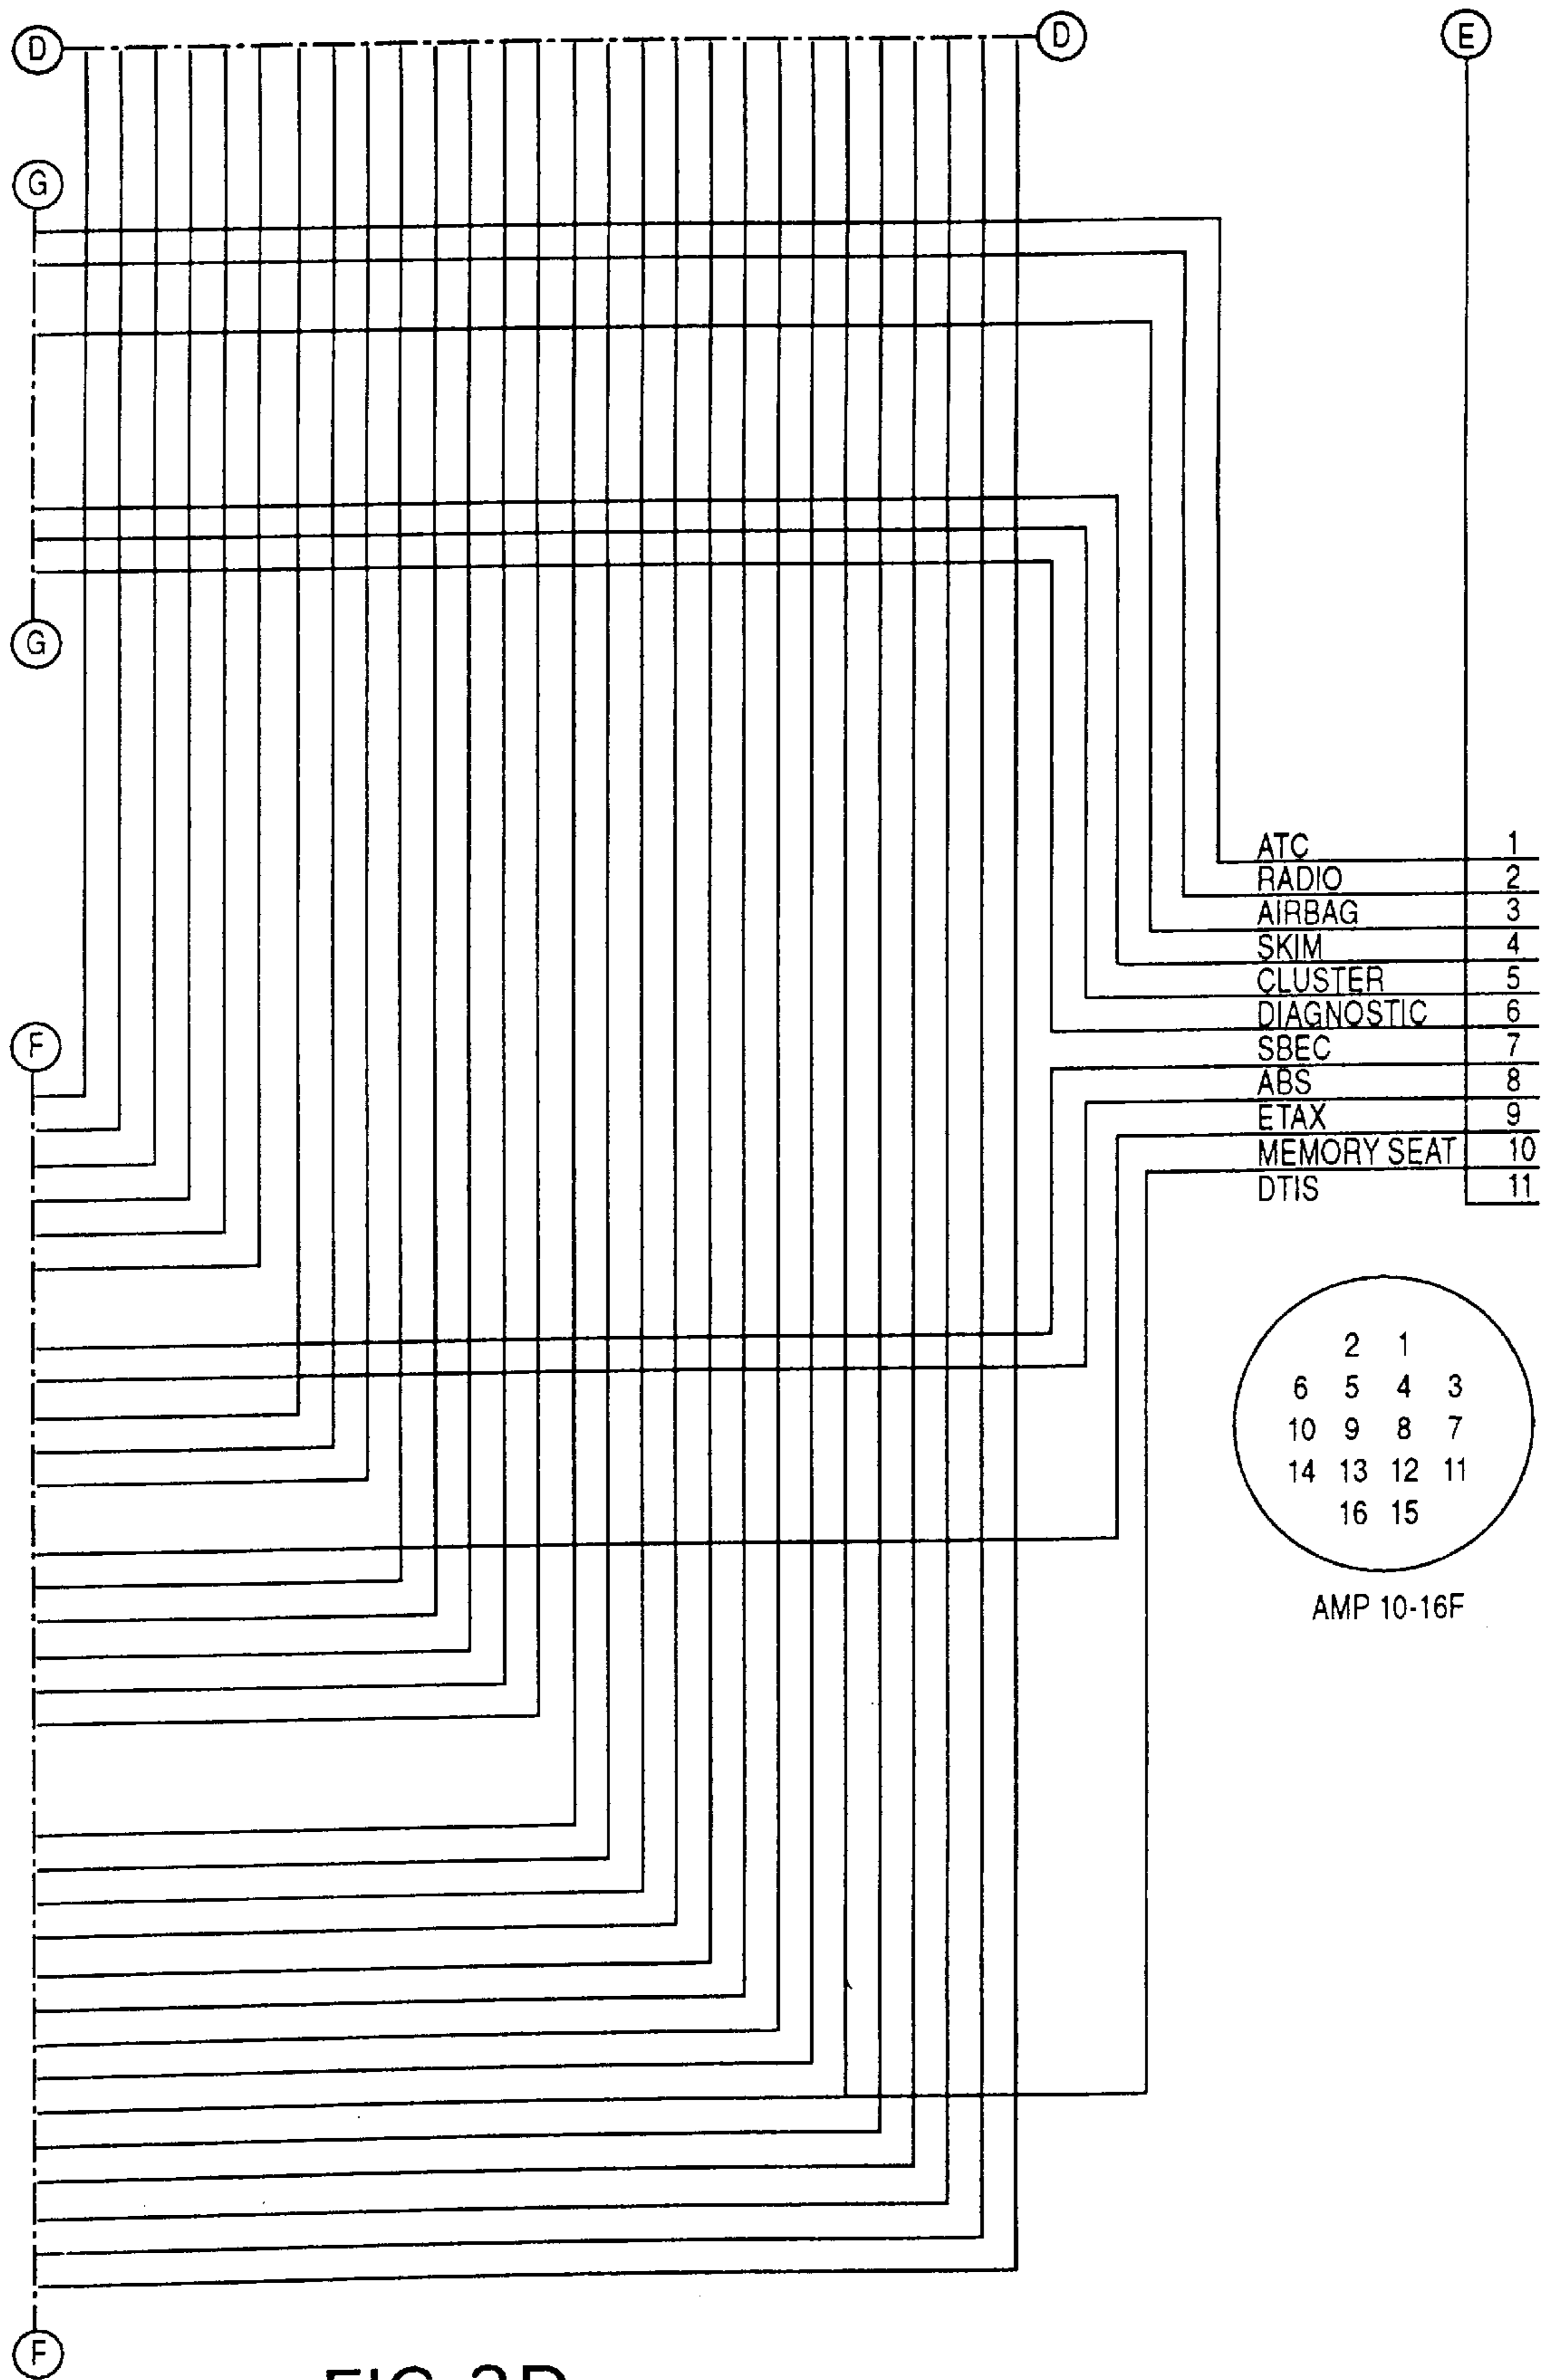 D D E
G
G
ATC 1
RADIO 2
AIRBAG 3
SKIM 4
CLUSTER 5
DIAGNOSTIC 6
F
SBEC 7
ABS 8
ETAX 9
MEMORY SEAT 10
DTIS 11
2 1
6 5 4 3
10 9 8 7
14 13 12 11
16 15
AMP 10-16F
F